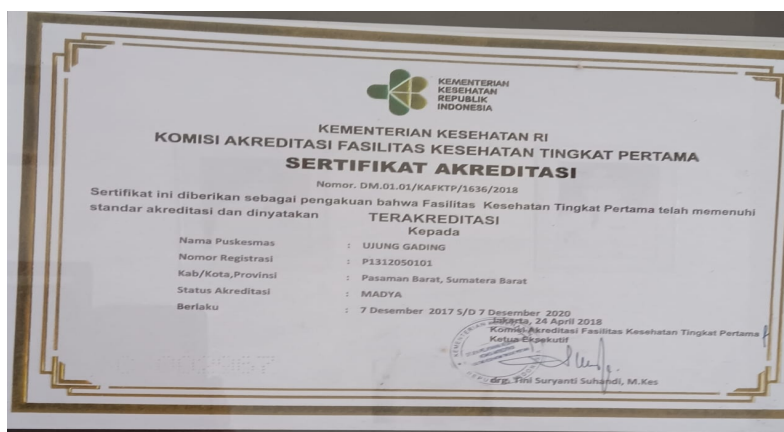 KEMENTERIAN
KESEHATAN
REPUBLIK
INDONESIA
KEMENTERIAN KESEHATAN RI
KOMISI AKREDITASI FASILITAS KESEHATAN TINGKAT PERTAMA
SERTIFIKAT AKREDITASI
Nomor. DM.01.01/KAFKTP/1636/2018
Sertifikat ini diberikan sebagai pengakuan bahwa Fasilitas Kesehatan Tingkat Pertama telah memenuhi
standar akreditasi dan dinyatakan TERAKREDITASI
Kepada
Nama Puskesmas : UJUNG GADING
Nomor Registrasi : P1312050101
Kab/Kota,Provinsi : Pasaman Barat, Sumatera Barat
Status Akreditasi : MADYA
Berlaku : 7 Desember 2017 S/D 7 Desember 2020
Jakarta, 24 April 2018
Komisi Akreditasi Fasilitas Kesehatan Tingkat Pertama
Ketua Eksekutif
drg. Tini Suryanti Suhandi, M.Kes